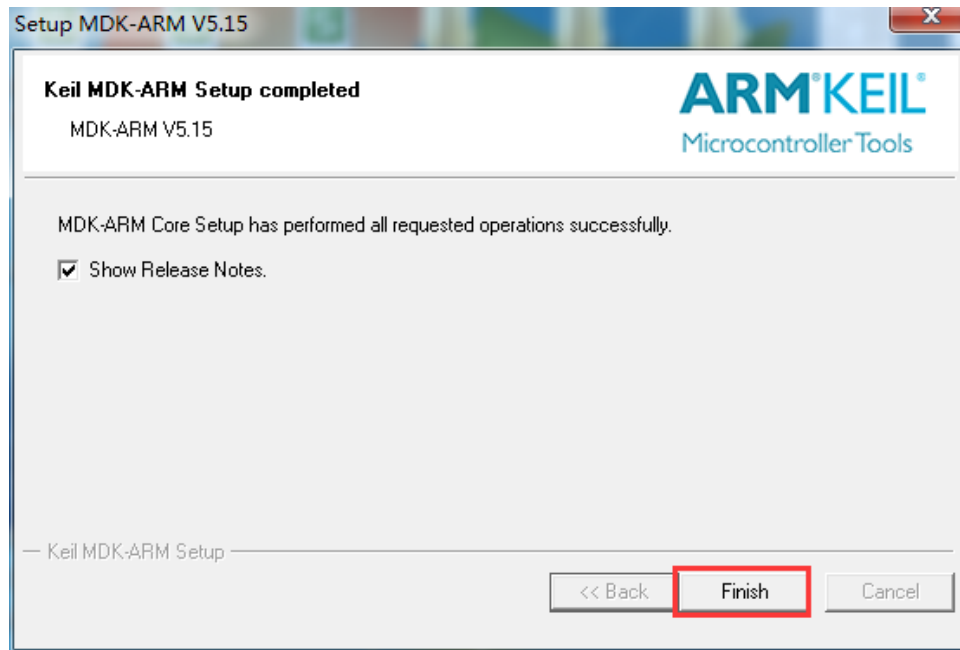 Setup MDK-ARM V5.15
Keil MDK-ARM Setup completed
MDK-ARM V5.15
ARM®KEIL®
Microcontroller Tools
MDK-ARM Core Setup has performed all requested operations successfully.
Show Release Notes.
Keil MDK-ARM Setup
<< Back Finish Cancel